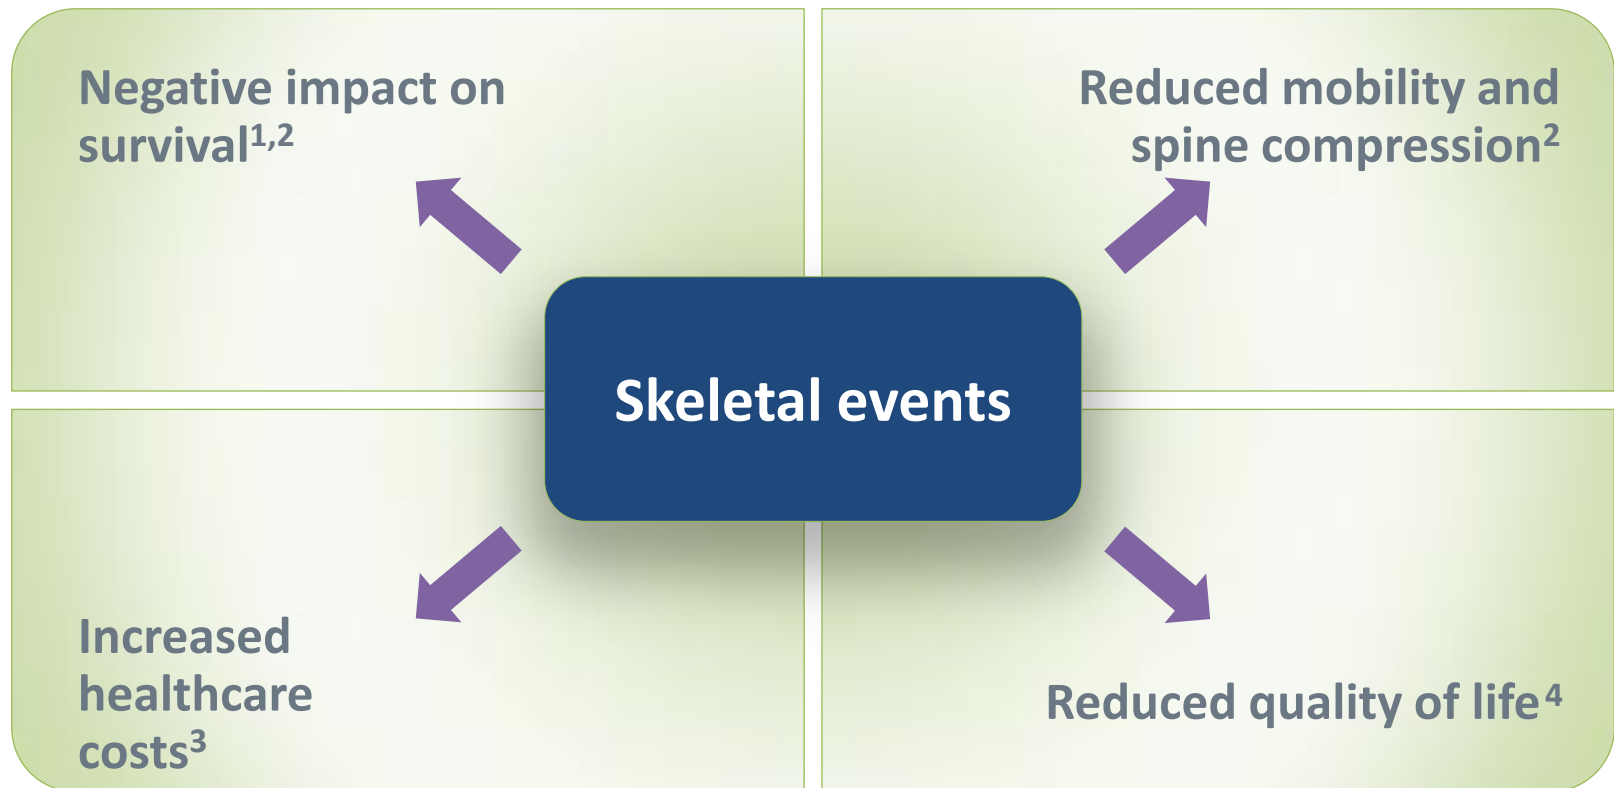 Negative impact on
survival1,2
Reduced mobility and
spine compression2
Skeletal events
Increased
healthcare
costs3
Reduced quality of life4